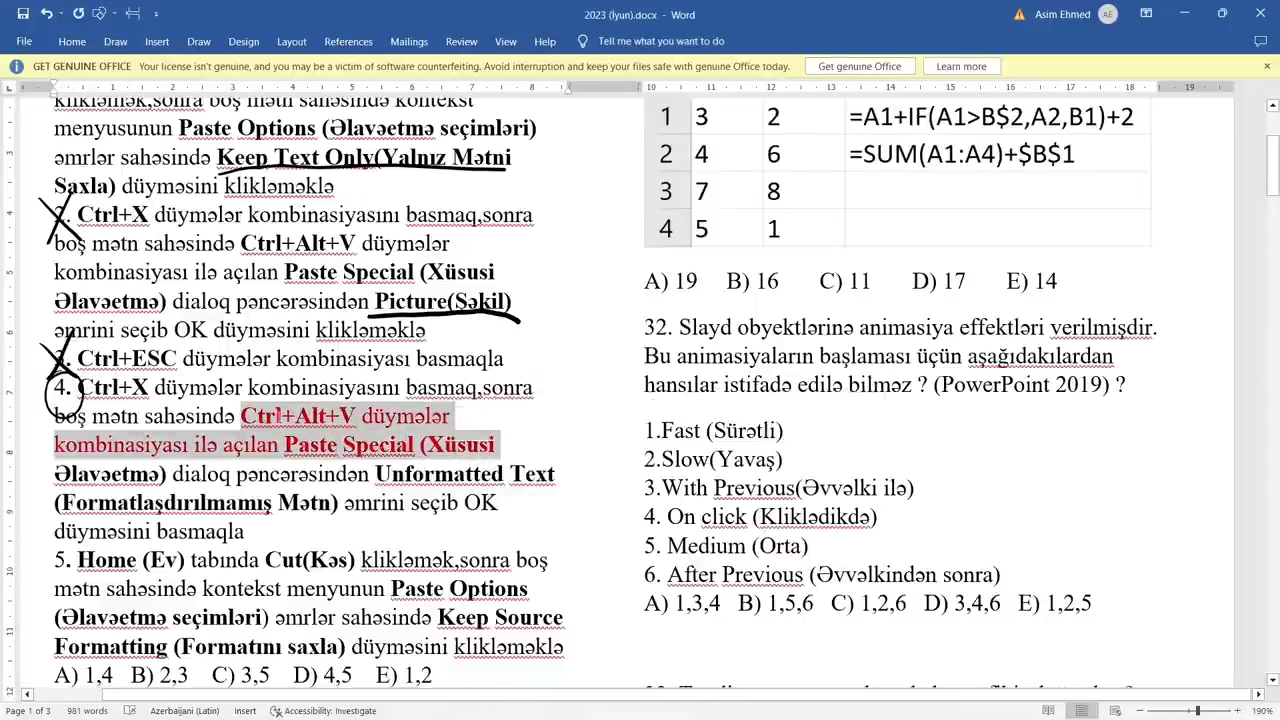 2023 (İyun).docx - Word
Asim Ahmed
AE
File Home Insert Draw Design Layout References Mailings Review View Help Tell me what you want to do
GET GENUINE OFFICE Your license isn't genuine, and you may be a victim of software counterfeiting. Avoid interruption and keep your files safe with genuine Office today. Get genuine Office Learn more
klikləmək,sonra boş mətn sahəsində kontekst
menyusunun Paste Options (Əlavəetmə seçimləri)
əmrlər sahəsində Keep Text Only(Yalnız Mətni
Saxla) düyməsini klikləməklə
2. Ctrl+X düymələr kombinasiyasını basmaq,sonra
boş mətn sahəsində Ctrl+Alt+V düymələr
kombinasiyası ilə açılan Paste Special (Xüsusi
Əlavəetmə) dialoq pəncərəsindən Picture(Səkil)
əmrini seçib OK düyməsini klikləməklə
3. Ctrl+ESC düymələr kombinasiyası basmaqla
4. Ctrl+X düymələr kombinasiyasını basmaq,sonra
boş mətn sahəsində Ctrl+Alt+V düymələr
kombinasiyası ilə açılan Paste Special (Xüsusi
Əlavəetmə) dialoq pəncərəsindən Unformatted Text
(Formatlaşdırılmamış Mətn) əmrini seçib OK
düyməsini basmaqla
5. Home (Ev) tabında Cut(Kəs) klikləmək,sonra boş
mətn sahəsində kontekst menyunun Paste Options
(Əlavəetmə seçimləri) əmrlər sahəsində Keep Source
Formatting (Formatını saxla) düyməsini klikləməklə
A) 1,4 B) 2,3 C) 3,5 D) 4,5 E) 1,2
1 3 2 =A1+IF(A1>B$2,A2,B1)+2
2 4 6 =SUM(A1:A4)+$B$1
3 7 8
4 5 1
A) 19 B) 16 C) 11 D) 17 E) 14
32. Slayd obyektlərinə animasiya effektləri verilmişdir.
Bu animasiyaların başlaması üçün aşağıdakılardan
hansılar istifadə edilə bilməz ? (PowerPoint 2019) ?
1.Fast (Sürətli)
2.Slow(Yavaş)
3.With Previous(Əvvəlki ilə)
4. On click (Kliklədikdə)
5. Medium (Orta)
6. After Previous (Əvvəlkindən sonra)
A) 1,3,4 B) 1,5,6 C) 1,2,6 D) 3,4,6 E) 1,2,5
Page 1 of 3 981 words Azerbaijani (Latin) Insert Accessibility: Investigate 190%